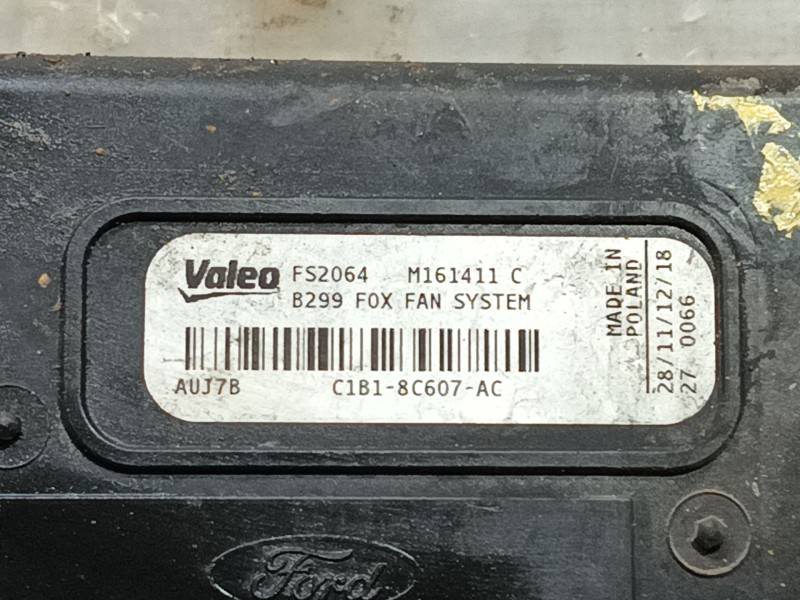 Valeo FS2064 M161411 C
B299 FOX FAN SYSTEM
AUJ7B C1B1-8C607-AC
MADE IN
POLAND
28/11/12/18
27 0066
Ford